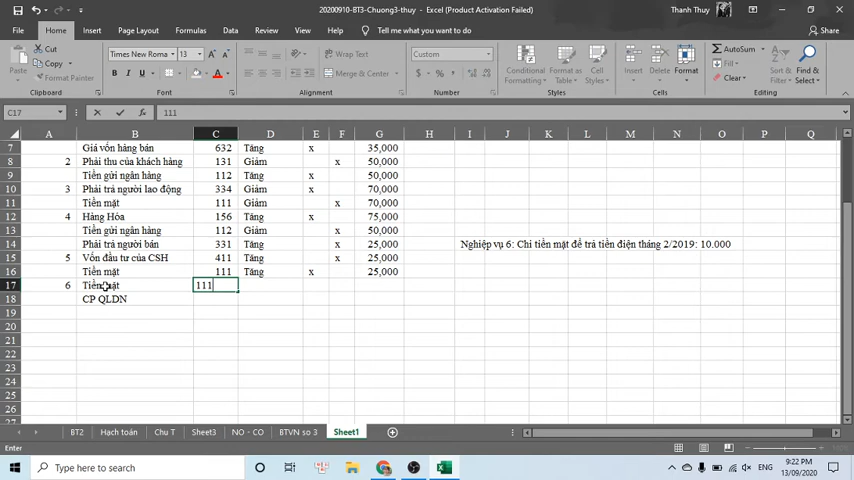 20200910-BT3-Chuong3-thuy - Excel (Product Activation Failed)
Thanh Thuy
File Home Insert Page Layout Formulas Data Review View Help Tell me what you want to do Share
Cut
Copy
Format Painter
Paste
Clipboard
Times New Roma 13
Font
Wrap Text
Merge & Center
Alignment
Custom
Number
Conditional Formatting
Format as Table
Cell Styles
Styles
Insert Delete Format
Cells
AutoSum
Fill
Clear
Sort & Filter
Find & Select
Editing
C17 111
A B C D E F G H I J K L M N O P Q
7 Giá vốn hàng bán 632 Tăng x 35,000
8 2 Phải thu của khách hàng 131 Giảm x 50,000
9 Tiền gửi ngân hàng 112 Tăng x 50,000
10 3 Phải trả người lao động 334 Giảm x 70,000
11 Tiền mặt 111 Giảm x 70,000
12 4 Hàng Hóa 156 Tăng x 75,000
13 Tiền gửi ngân hàng 112 Giảm x 50,000
14 Phải trả người bán 331 Tăng x 25,000 Nghiệp vụ 6: Chi tiền mặt để trả tiền điện tháng 2/2019: 10.000
15 5 Vốn đầu tư của CSH 411 Tăng x 25,000
16 Tiền mặt 111 Tăng x 25,000
17 6 Tiền mặt 111
18 CP QLDN
19
20
21
22
23
24
25
26
27
BT2 Hạch toán Chu T Sheet3 NO - CO BTVN so 3 Sheet1
Enter 100%
Type here to search
ENG
9:22 PM
13/09/2020